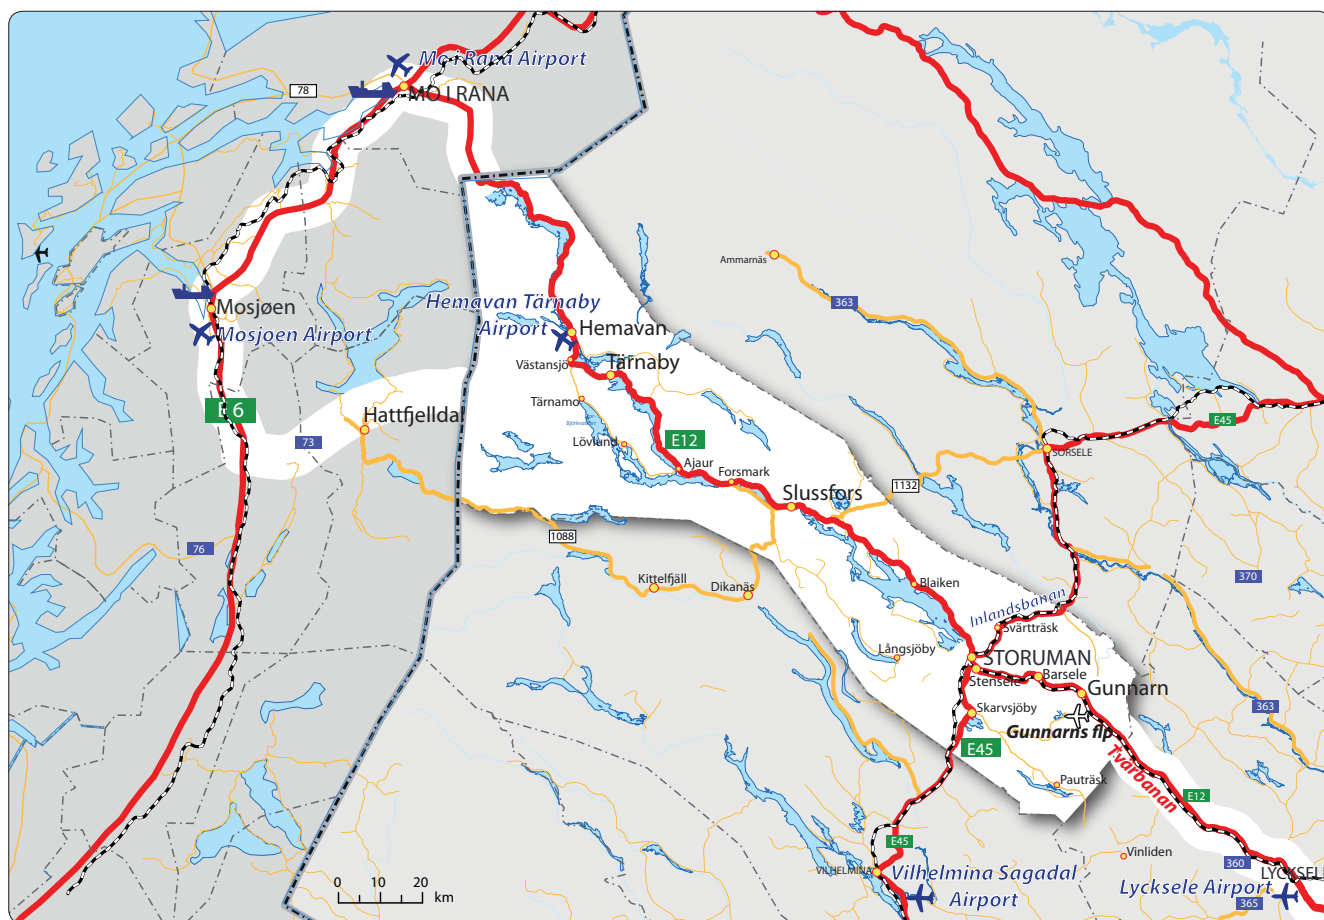 Mo i Rana Airport
78
MO I RANA
Ammarnäs
363
Hemavan Tärnaby
Airport
Mosjøen
Hemavan
Mosjoen Airport
Västansjö
Tärnaby
E6
Tärnamo
Hattfjelldal
E45
73
Lövlund
E12
SORSELE
Ajaur
Forsmark
1132
Slussfors
1088
76
370
Kittelfjäll
Dikanäs
Blaiken
Inlandsbanan
Svärtträsk
Långsjöby
STORUMAN
Stensele
Barsele
Gunnarn
363
Skarvsjöby
Gunnarns flp
E45
Tvärbanan
Pauträsk
E12
E45
Vinliden
360
VILHELMINA
Vilhelmina Sagadal
Airport
LYCKSELE
Lycksele Airport
365
0 10 20
km